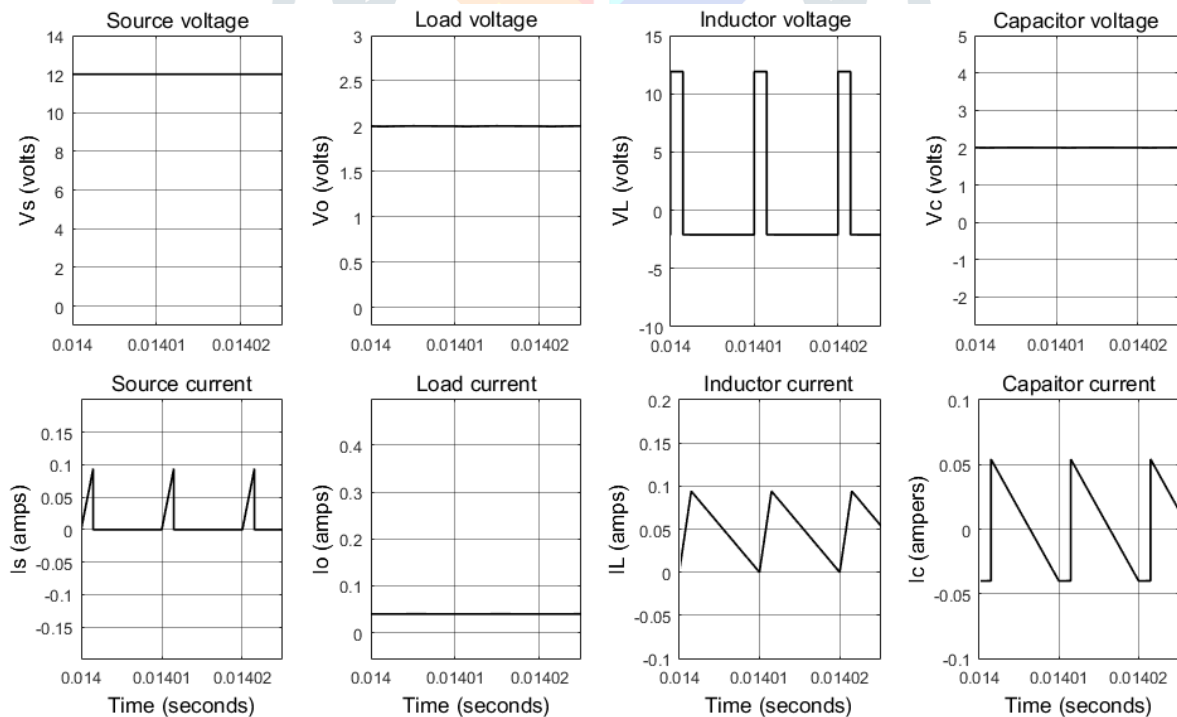 Source voltage
Vs (volts)
14
12
10
8
6
4
2
0
0.014 0.01401 0.01402
Load voltage
Vo (volts)
3
2.5
2
1.5
1
0.5
0
0.014 0.01401 0.01402
Inductor voltage
VL (volts)
15
10
5
0
-5
-10
0.014 0.01401 0.01402
Capacitor voltage
Vc (volts)
5
4
3
2
1
0
-1
-2
0.014 0.01401 0.01402
Source current
Is (amps)
0.15
0.1
0.05
0
-0.05
-0.1
-0.15
0.014 0.01401 0.01402
Time (seconds)
Load current
Io (amps)
0.4
0.3
0.2
0.1
0
0.014 0.01401 0.01402
Time (seconds)
Inductor current
IL (amps)
0.2
0.15
0.1
0.05
0
-0.05
-0.1
0.014 0.01401 0.01402
Time (seconds)
Capaitor current
Ic (ampers)
0.1
0.05
0
-0.05
-0.1
0.014 0.01401 0.01402
Time (seconds)